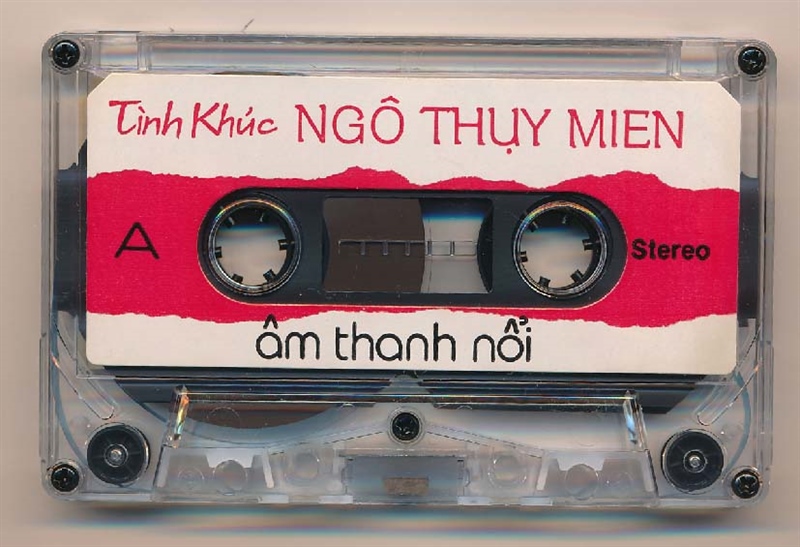 Tình Khúc NGÔ THỤY MIEN
A
Stereo
âm thanh nổi